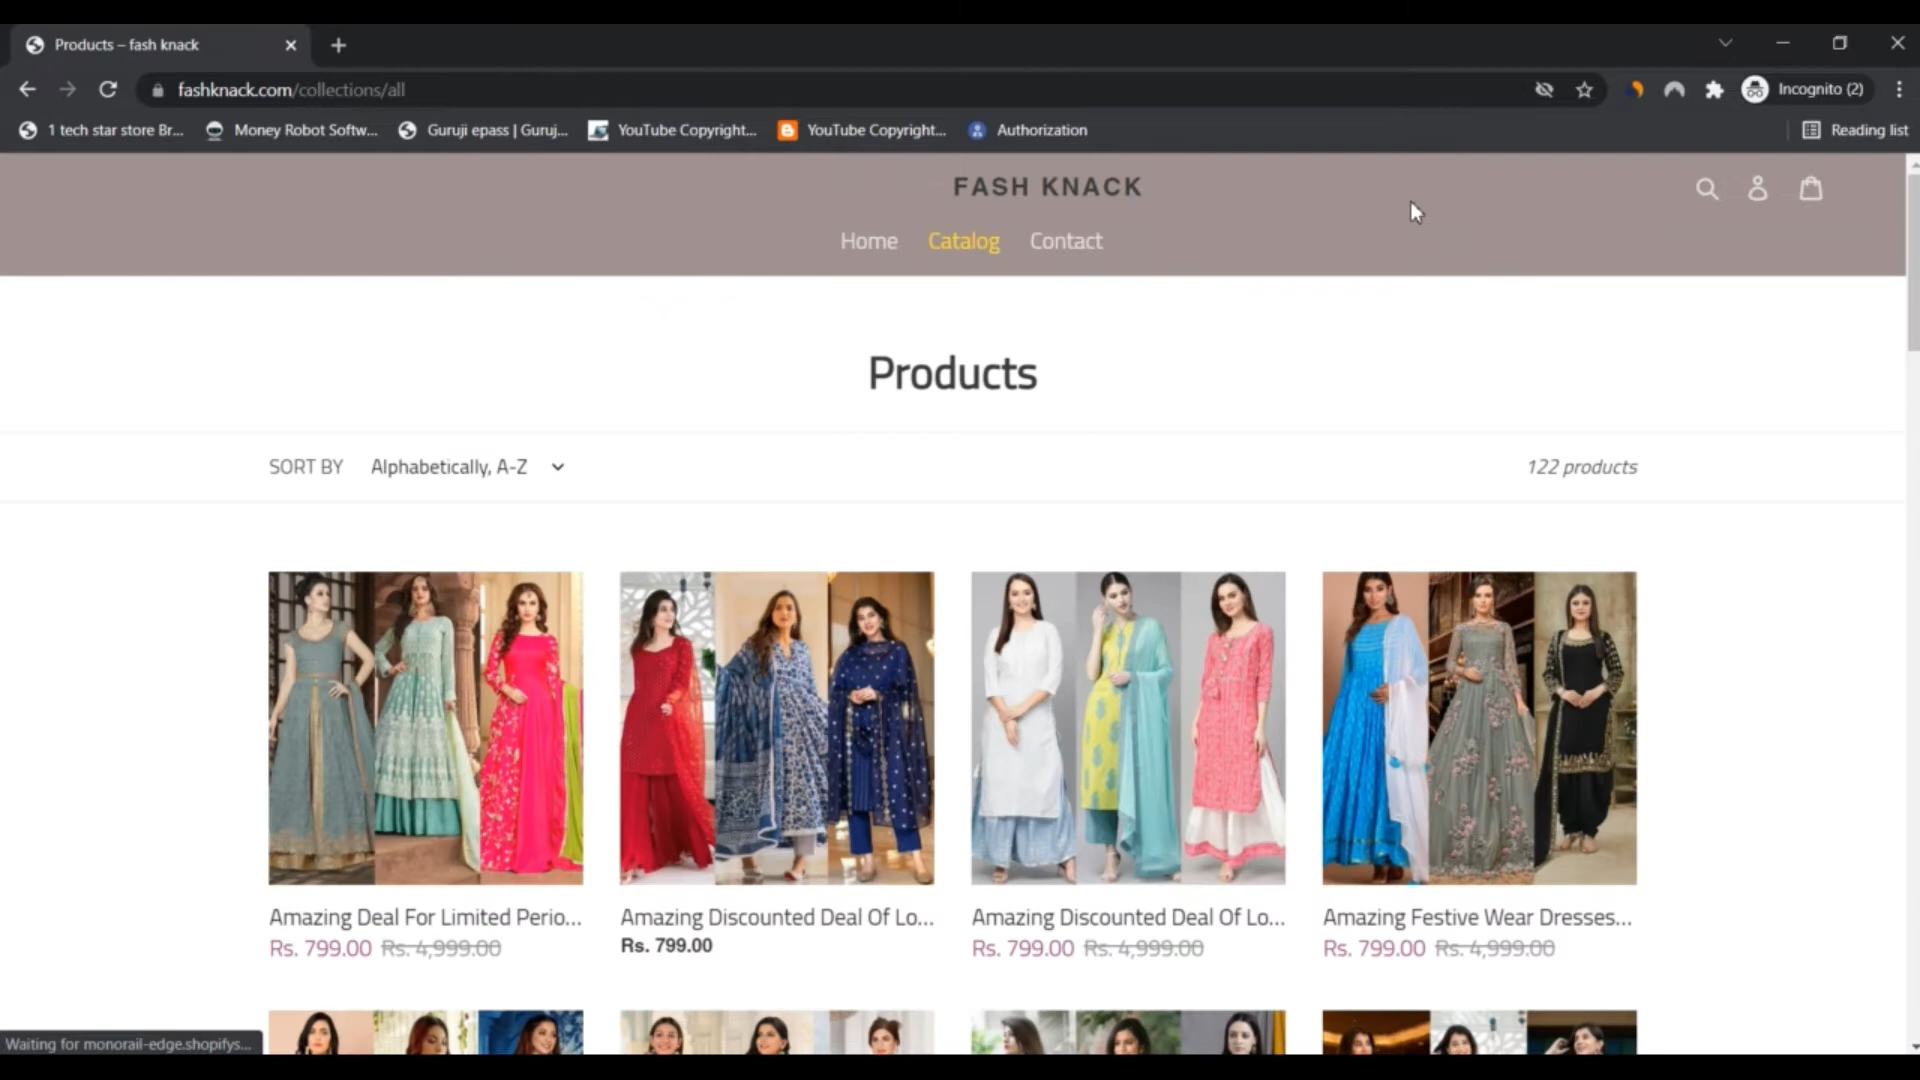 Products – fash knack
fashknack.com/collections/all
Incognito (2)
1 tech star store Br...
Money Robot Softw...
Guruji epass | Guruj...
YouTube Copyright...
YouTube Copyright...
Authorization
Reading list
FASH KNACK
Home
Catalog
Contact
Products
SORT BY
Alphabetically, A-Z
122 products
Amazing Deal For Limited Perio...
Rs. 799.00 Rs. 4,999.00
Amazing Discounted Deal Of Lo...
Rs. 799.00
Amazing Discounted Deal Of Lo...
Rs. 799.00 Rs. 4,999.00
Amazing Festive Wear Dresses...
Rs. 799.00 Rs. 4,999.00
Waiting for monorail-edge.shopifys...